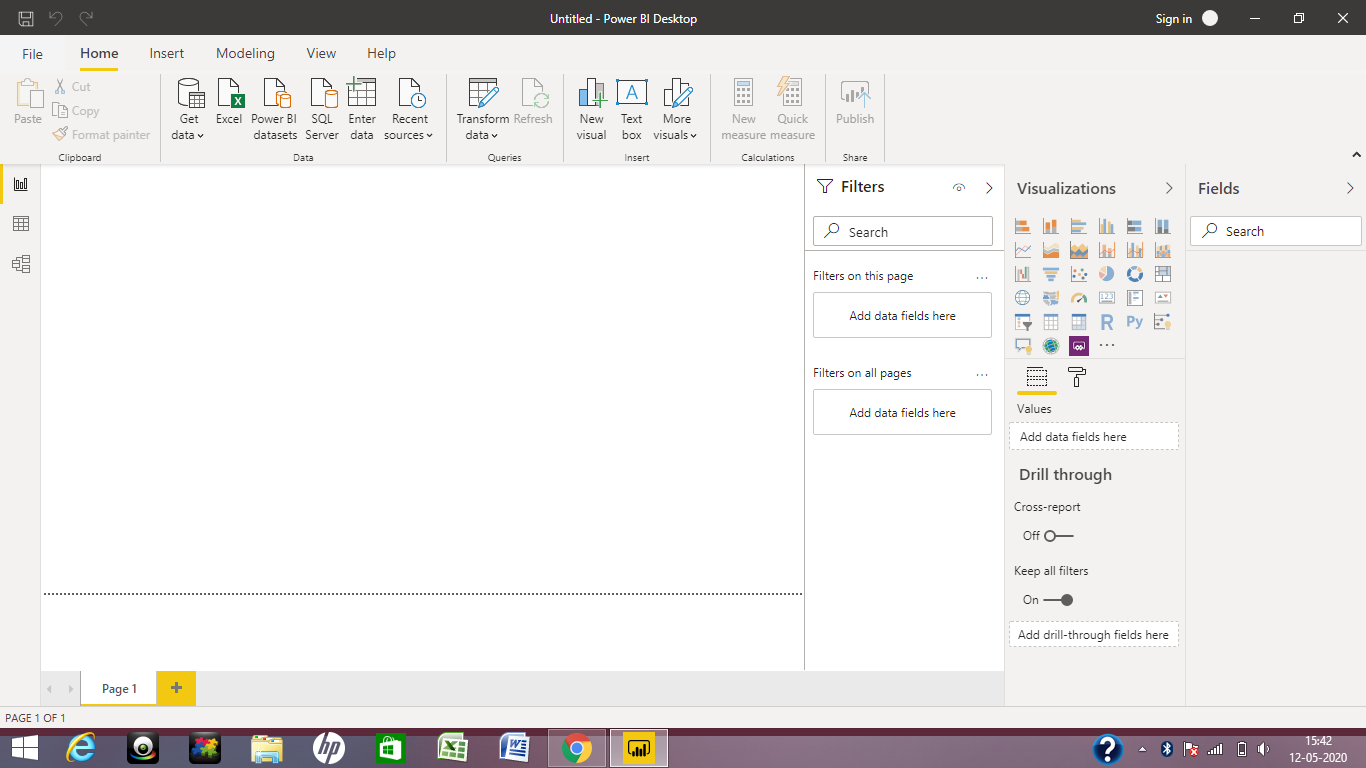 Untitled - Power BI Desktop
Sign in
File Home Insert Modeling View Help
Paste
Cut
Copy
Format painter
Clipboard
Get data
Excel
Power BI datasets
SQL Server
Enter data
Recent sources
Data
Transform data
Refresh
Queries
New visual
Text box
More visuals
Insert
New measure
Quick measure
Calculations
Publish
Share
Filters
Search
Filters on this page
...
Add data fields here
Filters on all pages
...
Add data fields here
Visualizations
123
R
Py
...
Values
Add data fields here
Drill through
Cross-report
Off
Keep all filters
On
Add drill-through fields here
Fields
Search
Page 1
PAGE 1 OF 1
hp
15:42
12-05-2020